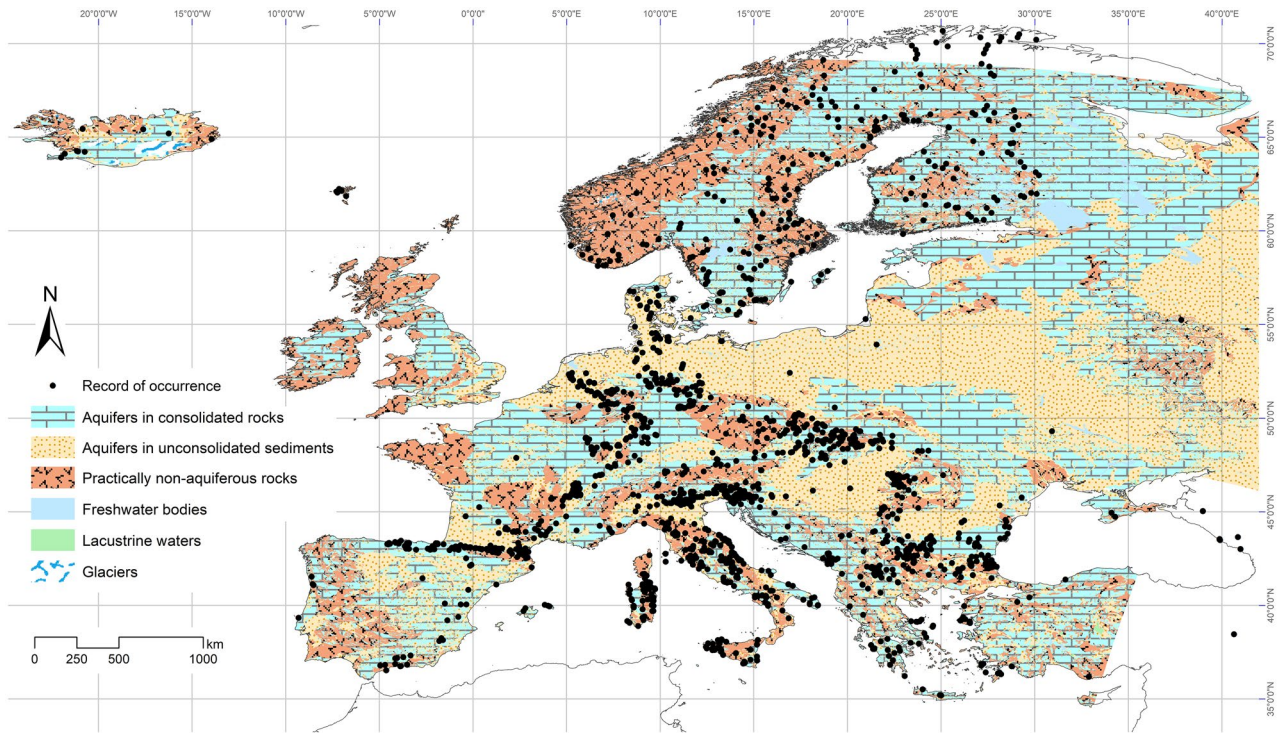 20°0'0"W 15°0'0"W 10°0'0"W 5°0'0"W 0°0'0" 5°0'0"E 10°0'0"E 15°0'0"E 20°0'0"E 25°0'0"E 30°0'0"E 35°0'0"E 40°0'0"E
70°0'0"N
65°0'0"N
60°0'0"N
55°0'0"N
50°0'0"N
45°0'0"N
40°0'0"N
35°0'0"N
N
Record of occurrence
Aquifers in consolidated rocks
Aquifers in unconsolidated sediments
Practically non-aquiferous rocks
Freshwater bodies
Lacustrine waters
Glaciers
km
0 250 500 1000